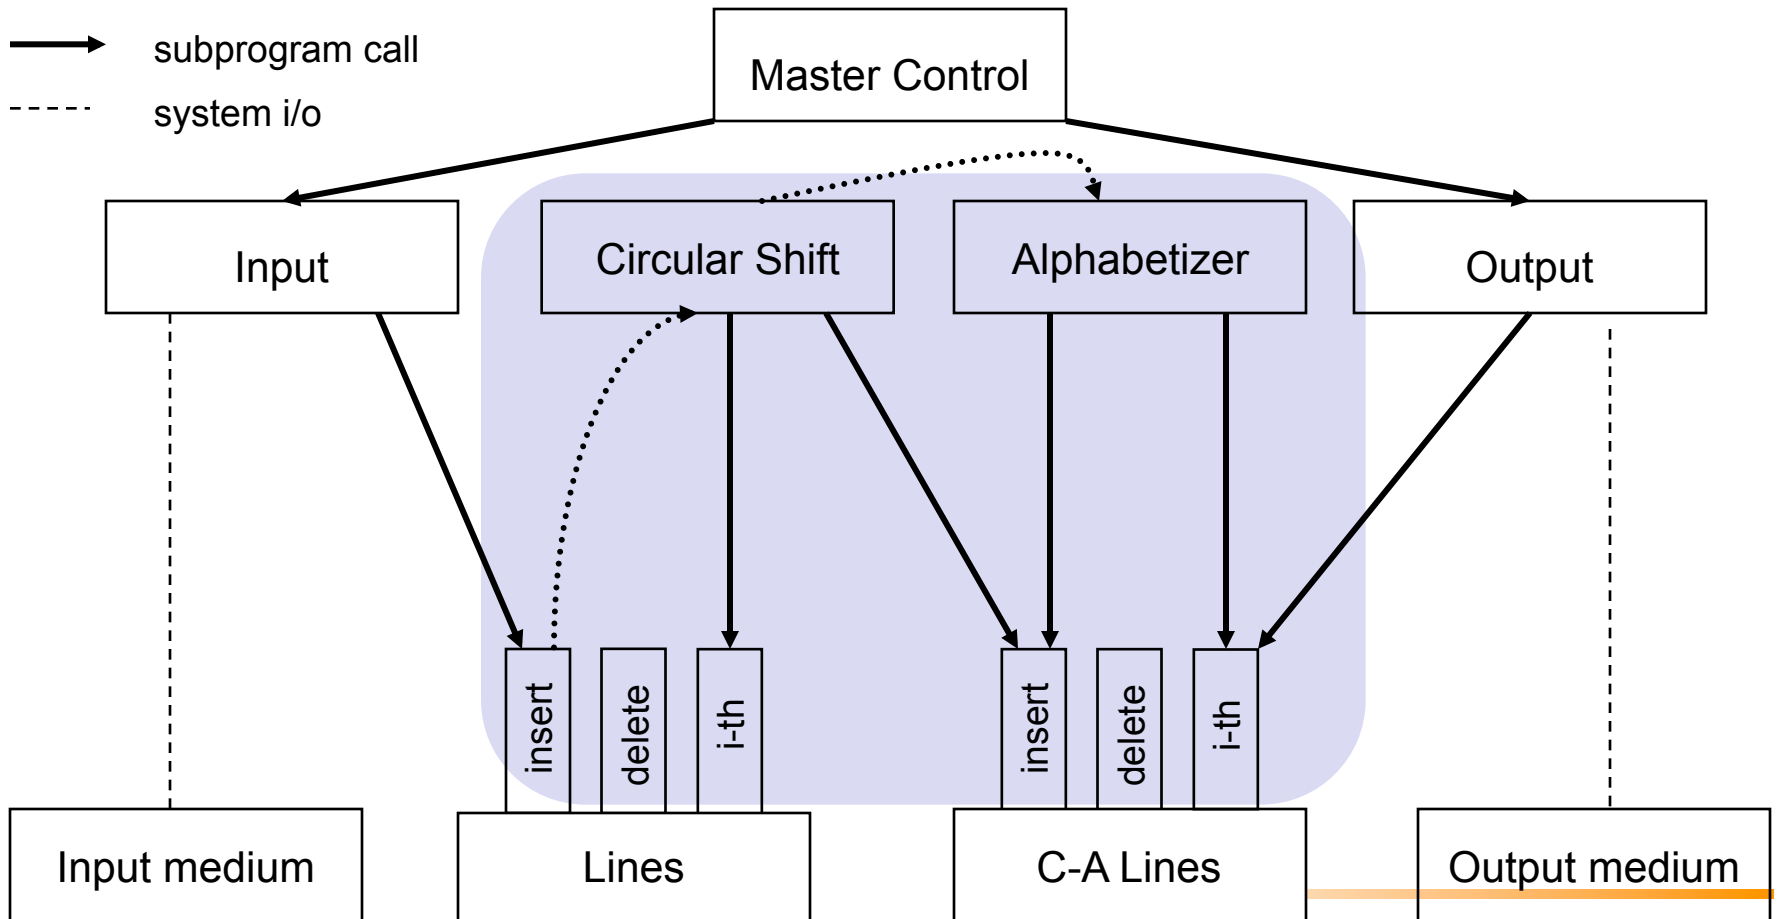 subprogram call
system i/o
Master Control
Input
Circular Shift
Alphabetizer
Output
insert
delete
i-th
insert
delete
i-th
Input medium
Lines
C-A Lines
Output medium